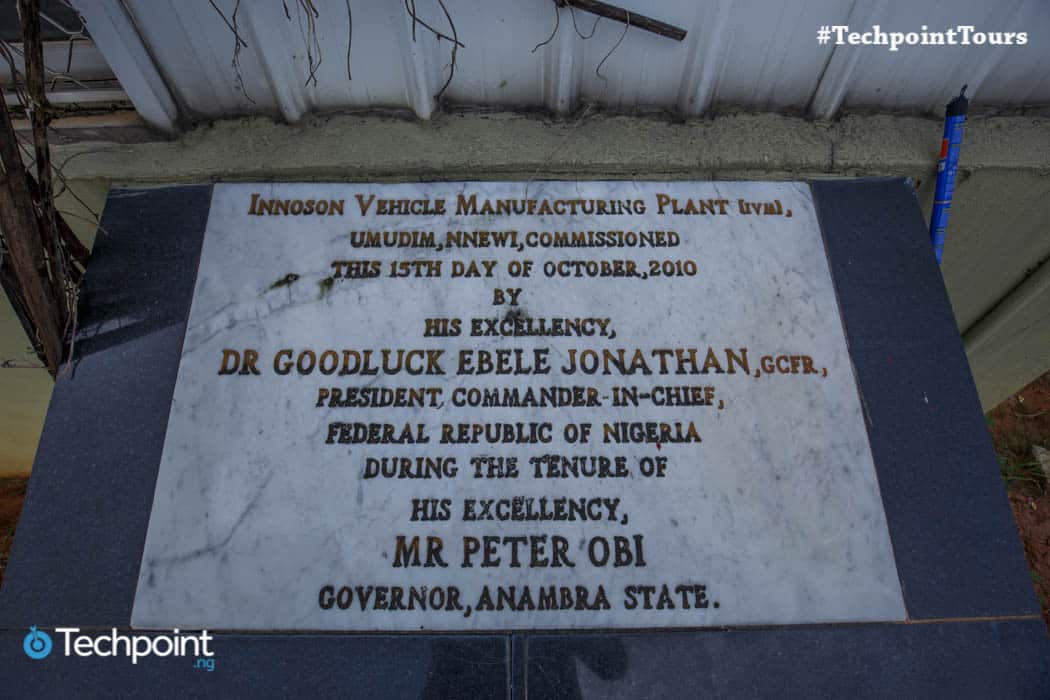 #TechpointTours
INNOSON VEHICLE MANUFACTURING PLANT [IVM],
UMUDIM,NNEWI,COMMISSIONED
THIS 15TH DAY OF OCTOBER,2010
BY
HIS EXCELLENCY,
DR GOODLUCK EBELE JONATHAN,GCFR,
PRESIDENT, COMMANDER-IN-CHIEF,
FEDERAL REPUBLIC OF NIGERIA
DURING THE TENURE OF
HIS EXCELLENCY,
MR PETER OBI
GOVERNOR,ANAMBRA STATE.
Techpoint
.ng